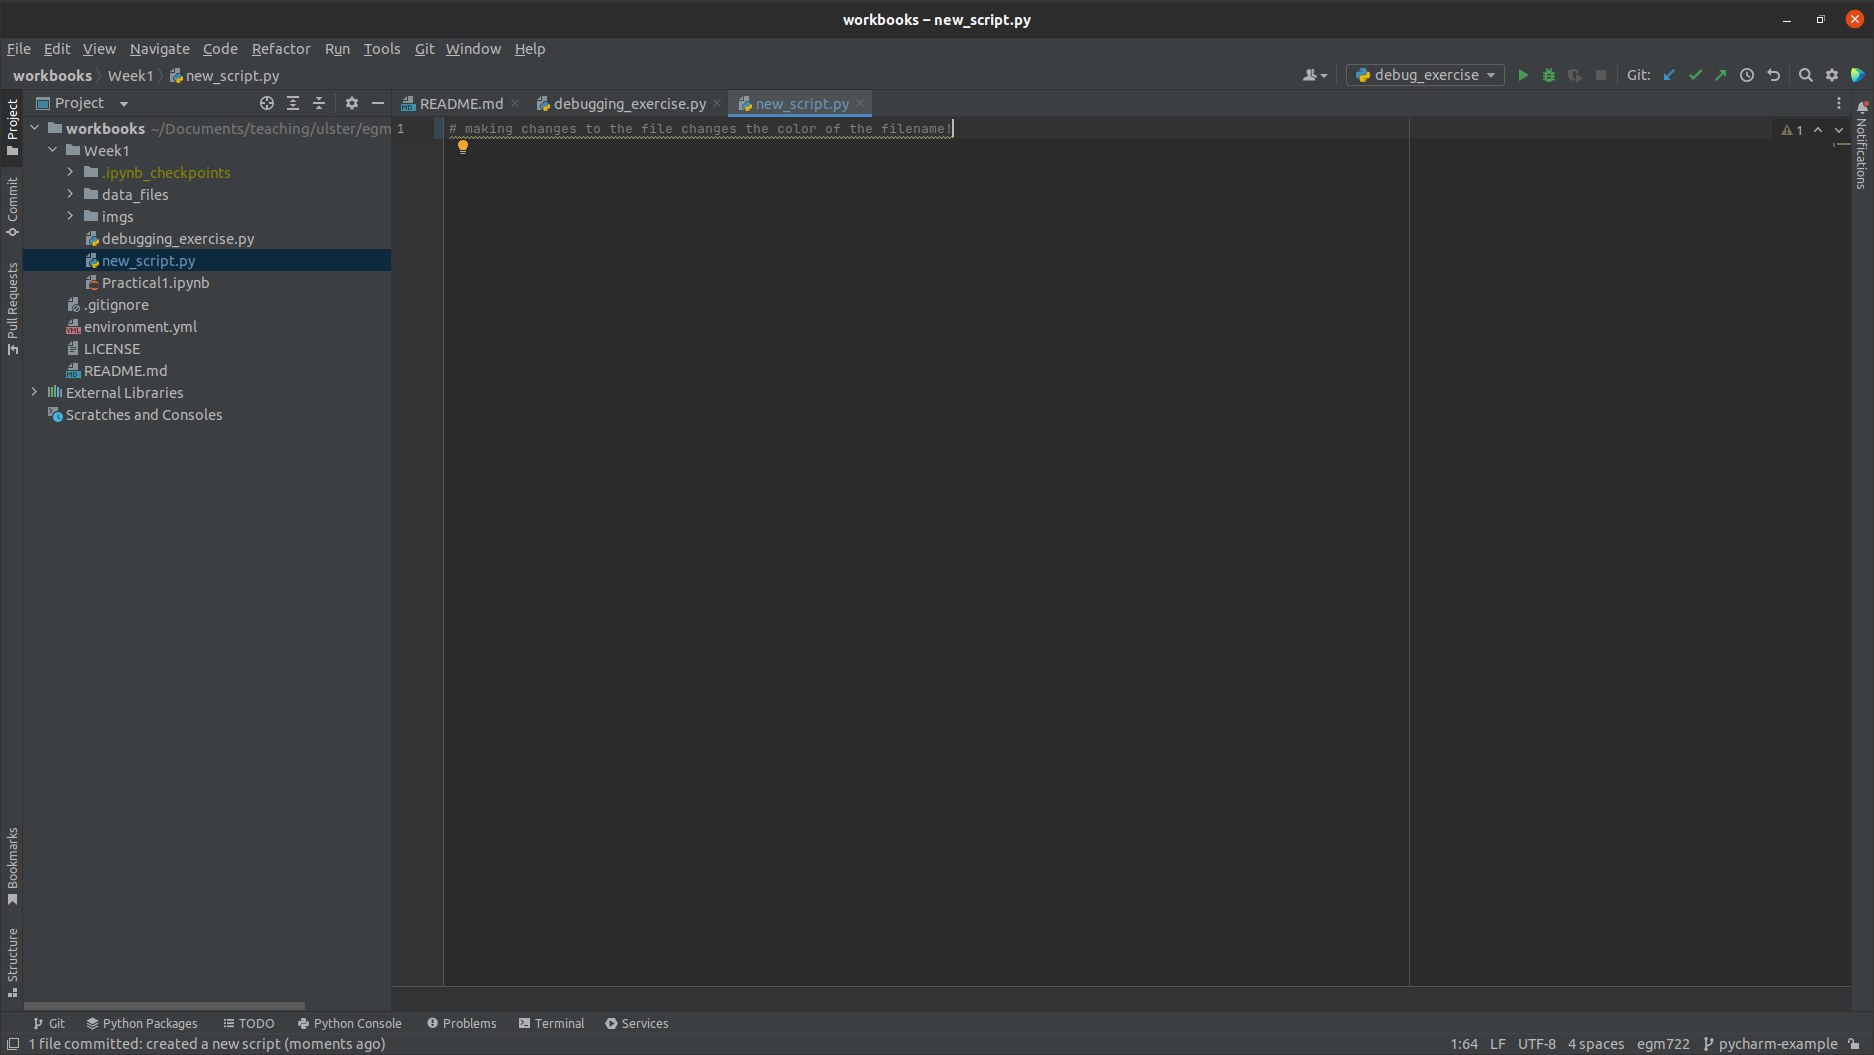 workbooks – new_script.py
File Edit View Navigate Code Refactor Run Tools Git Window Help
workbooks Week1 new_script.py
debug_exercise
Git:
Project
README.md
debugging_exercise.py
new_script.py
workbooks ~/Documents/teaching/ulster/egm
1
# making changes to the file changes the color of the filename!
1
Week1
.ipynb_checkpoints
data_files
imgs
debugging_exercise.py
new_script.py
Practical1.ipynb
.gitignore
environment.yml
LICENSE
README.md
External Libraries
Scratches and Consoles
Project
Commit
Pull Requests
Bookmarks
Structure
Notifications
Git Python Packages TODO Python Console Problems Terminal Services
1 file committed: created a new script (moments ago)
1:64 LF UTF-8 4 spaces egm722 pycharm-example